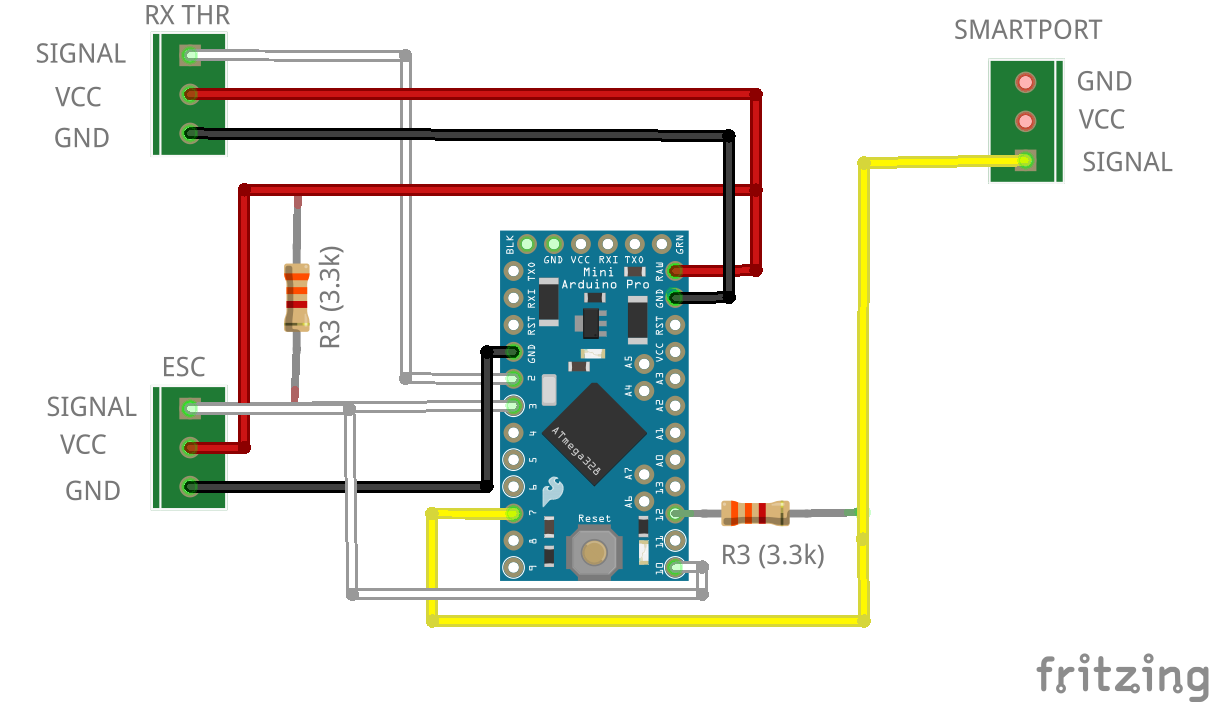 RX THR
SIGNAL
VCC
GND
SMARTPORT
GND
VCC
SIGNAL
R3 (3.3k)
ESC
SIGNAL
VCC
GND
BLK
GND VCC RXI TXO
GRN
Mini
Arduino Pro
TXO
RXI
RST
GND
2
3
4
5
6
7
8
9
RAW
GND
RST
VCC
A3
A2
A1
A0
13
12
11
10
A5
A4
A7
A6
ATmega328
Reset
R3 (3.3k)
fritzing